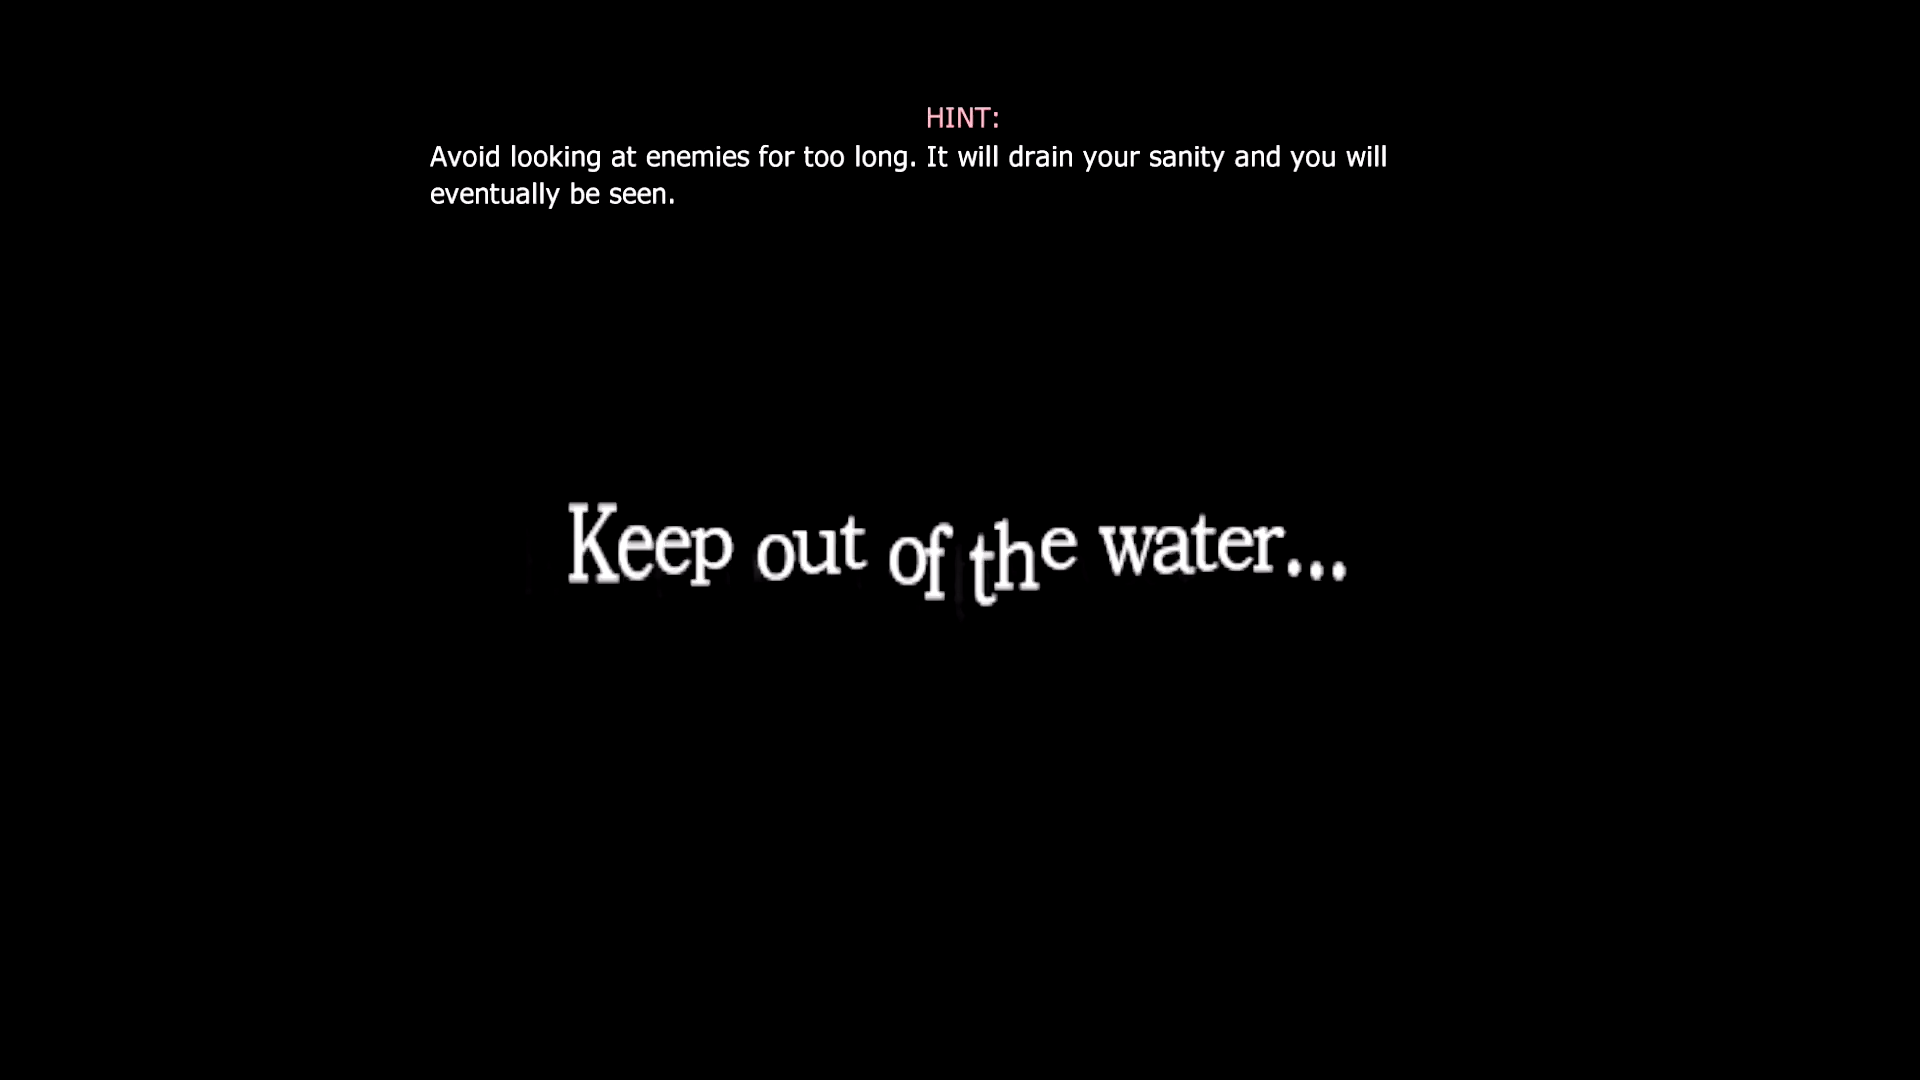 HINT:
Avoid looking at enemies for too long. It will drain your sanity and you will
eventually be seen.
Keep out of the water...